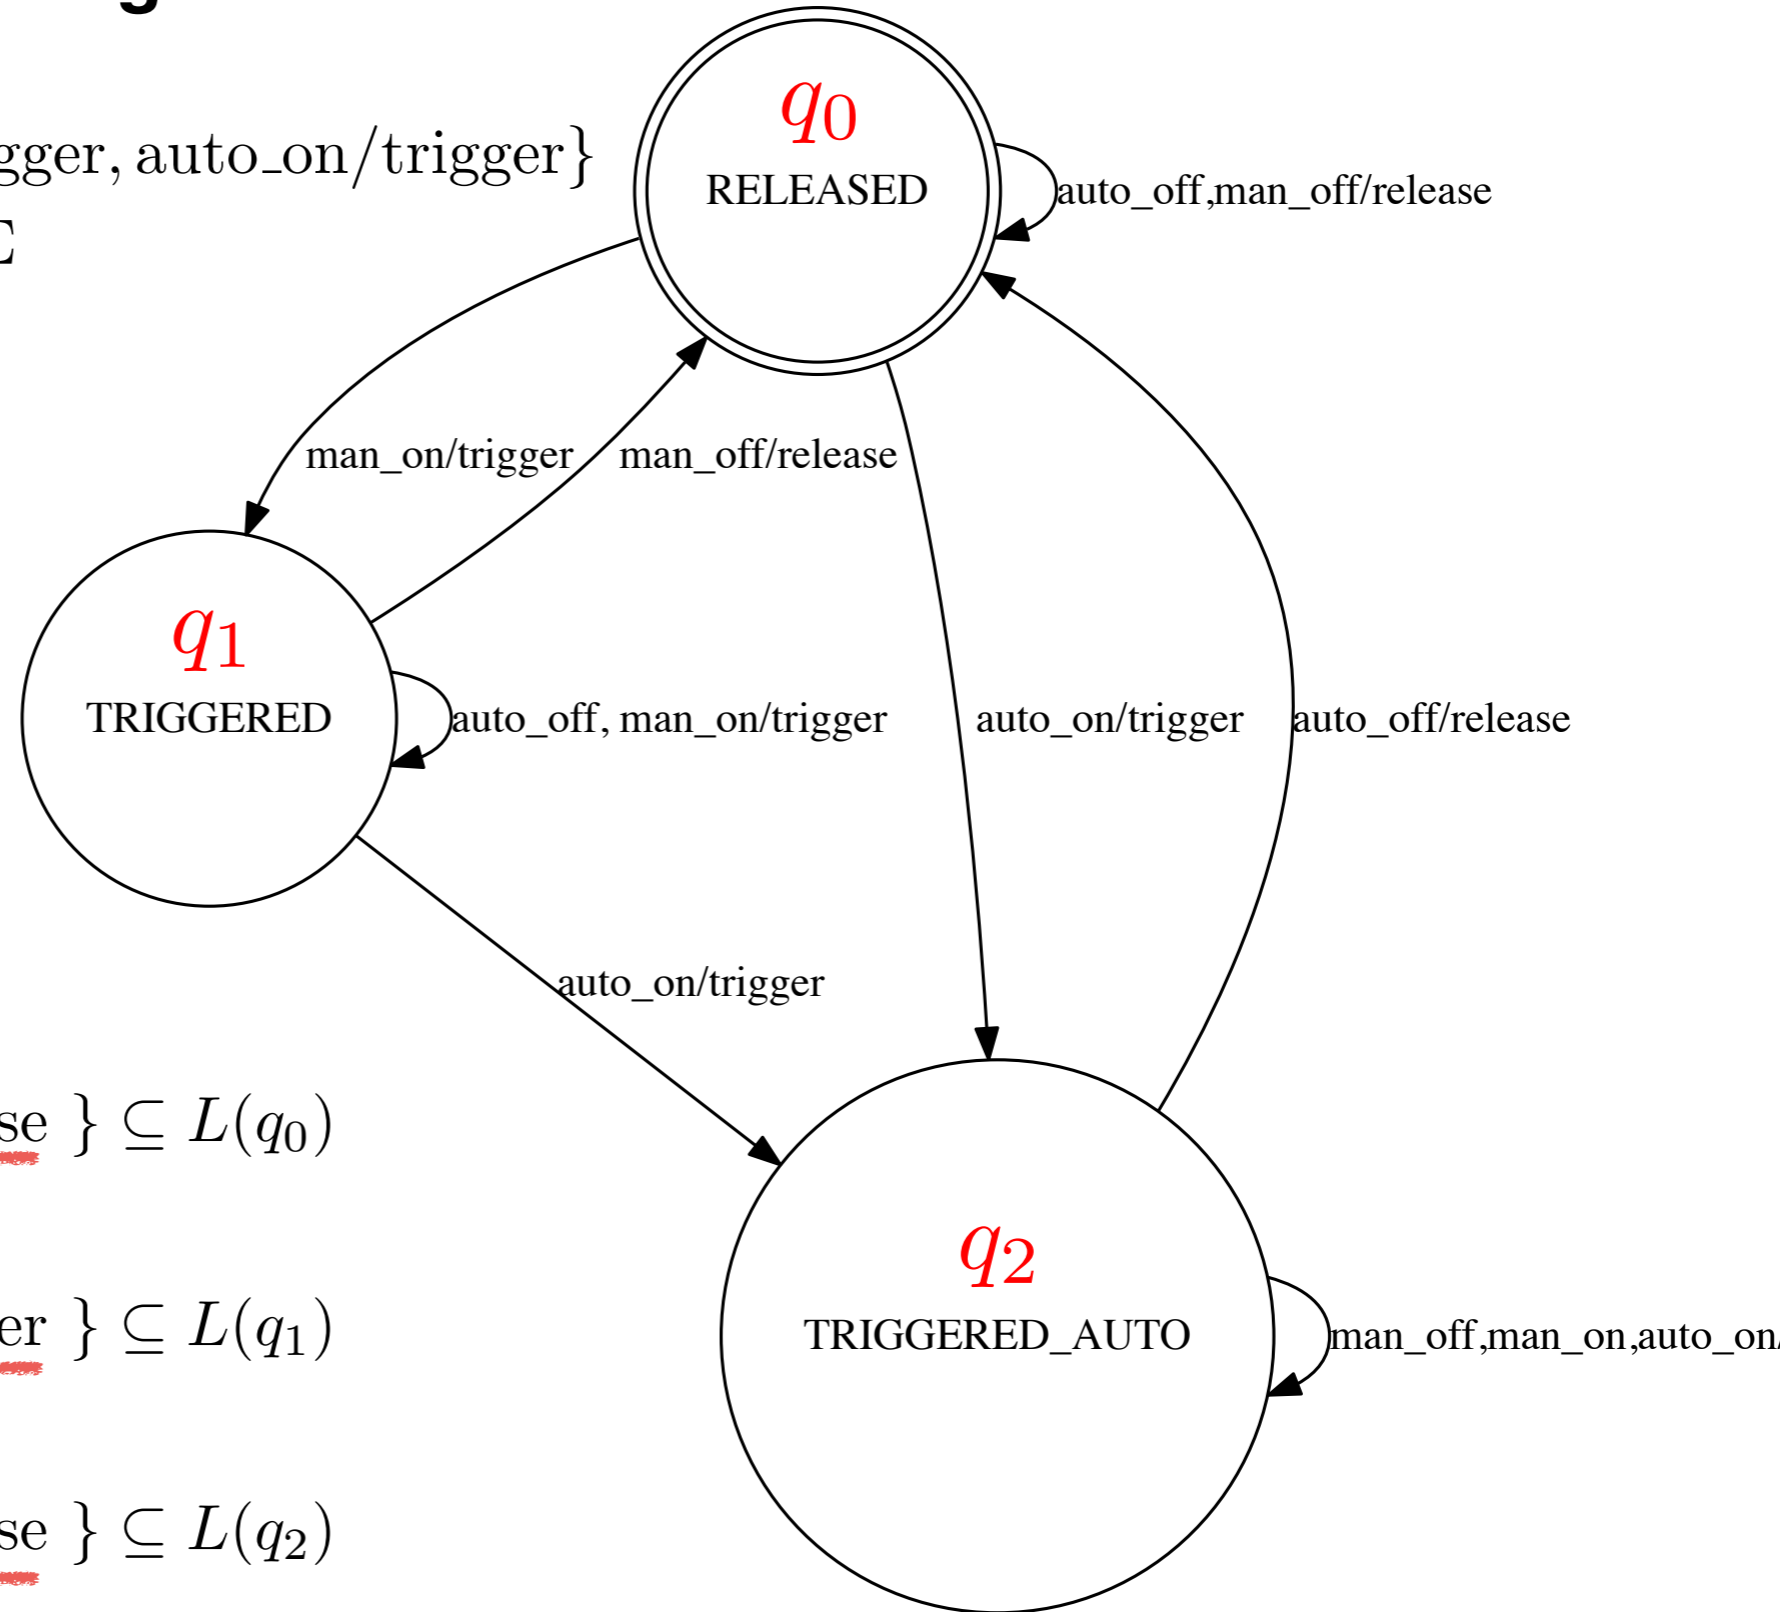 g
q0
gger, auto_on/trigger}
RELEASED
auto_off,man_off/release
man_on/trigger
man_off/release
q1
TRIGGERED
auto_off, man_on/trigger
auto_on/trigger
auto_off/release
auto_on/trigger
se } ⊆ L(q0)
q2
er } ⊆ L(q1)
TRIGGERED_AUTO
man_off,man_on,auto_on/
se } ⊆ L(q2)